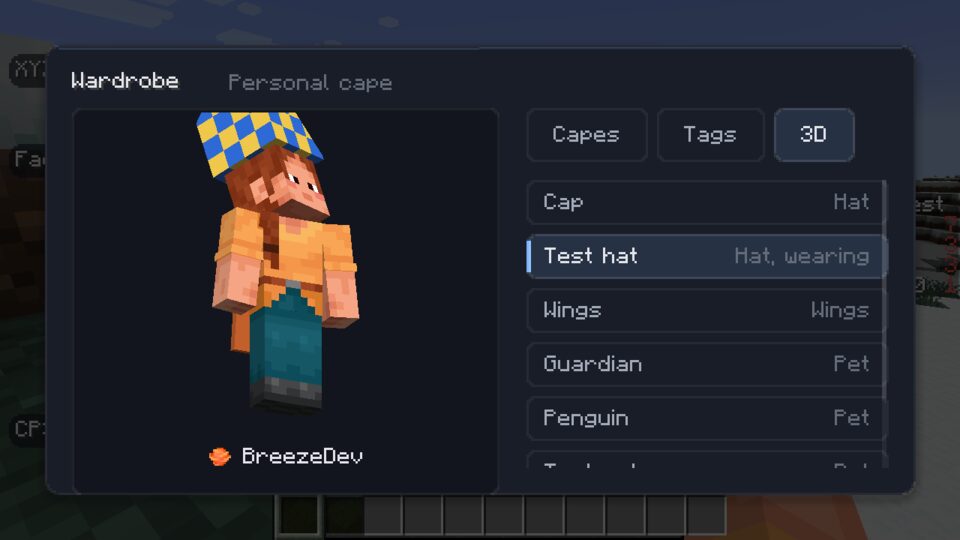 Wardrobe
Personal cape
Capes
Tags
3D
Cap
Hat
Test hat
Hat, wearing
Wings
Wings
Guardian
Pet
Penguin
Pet
BreezeDev